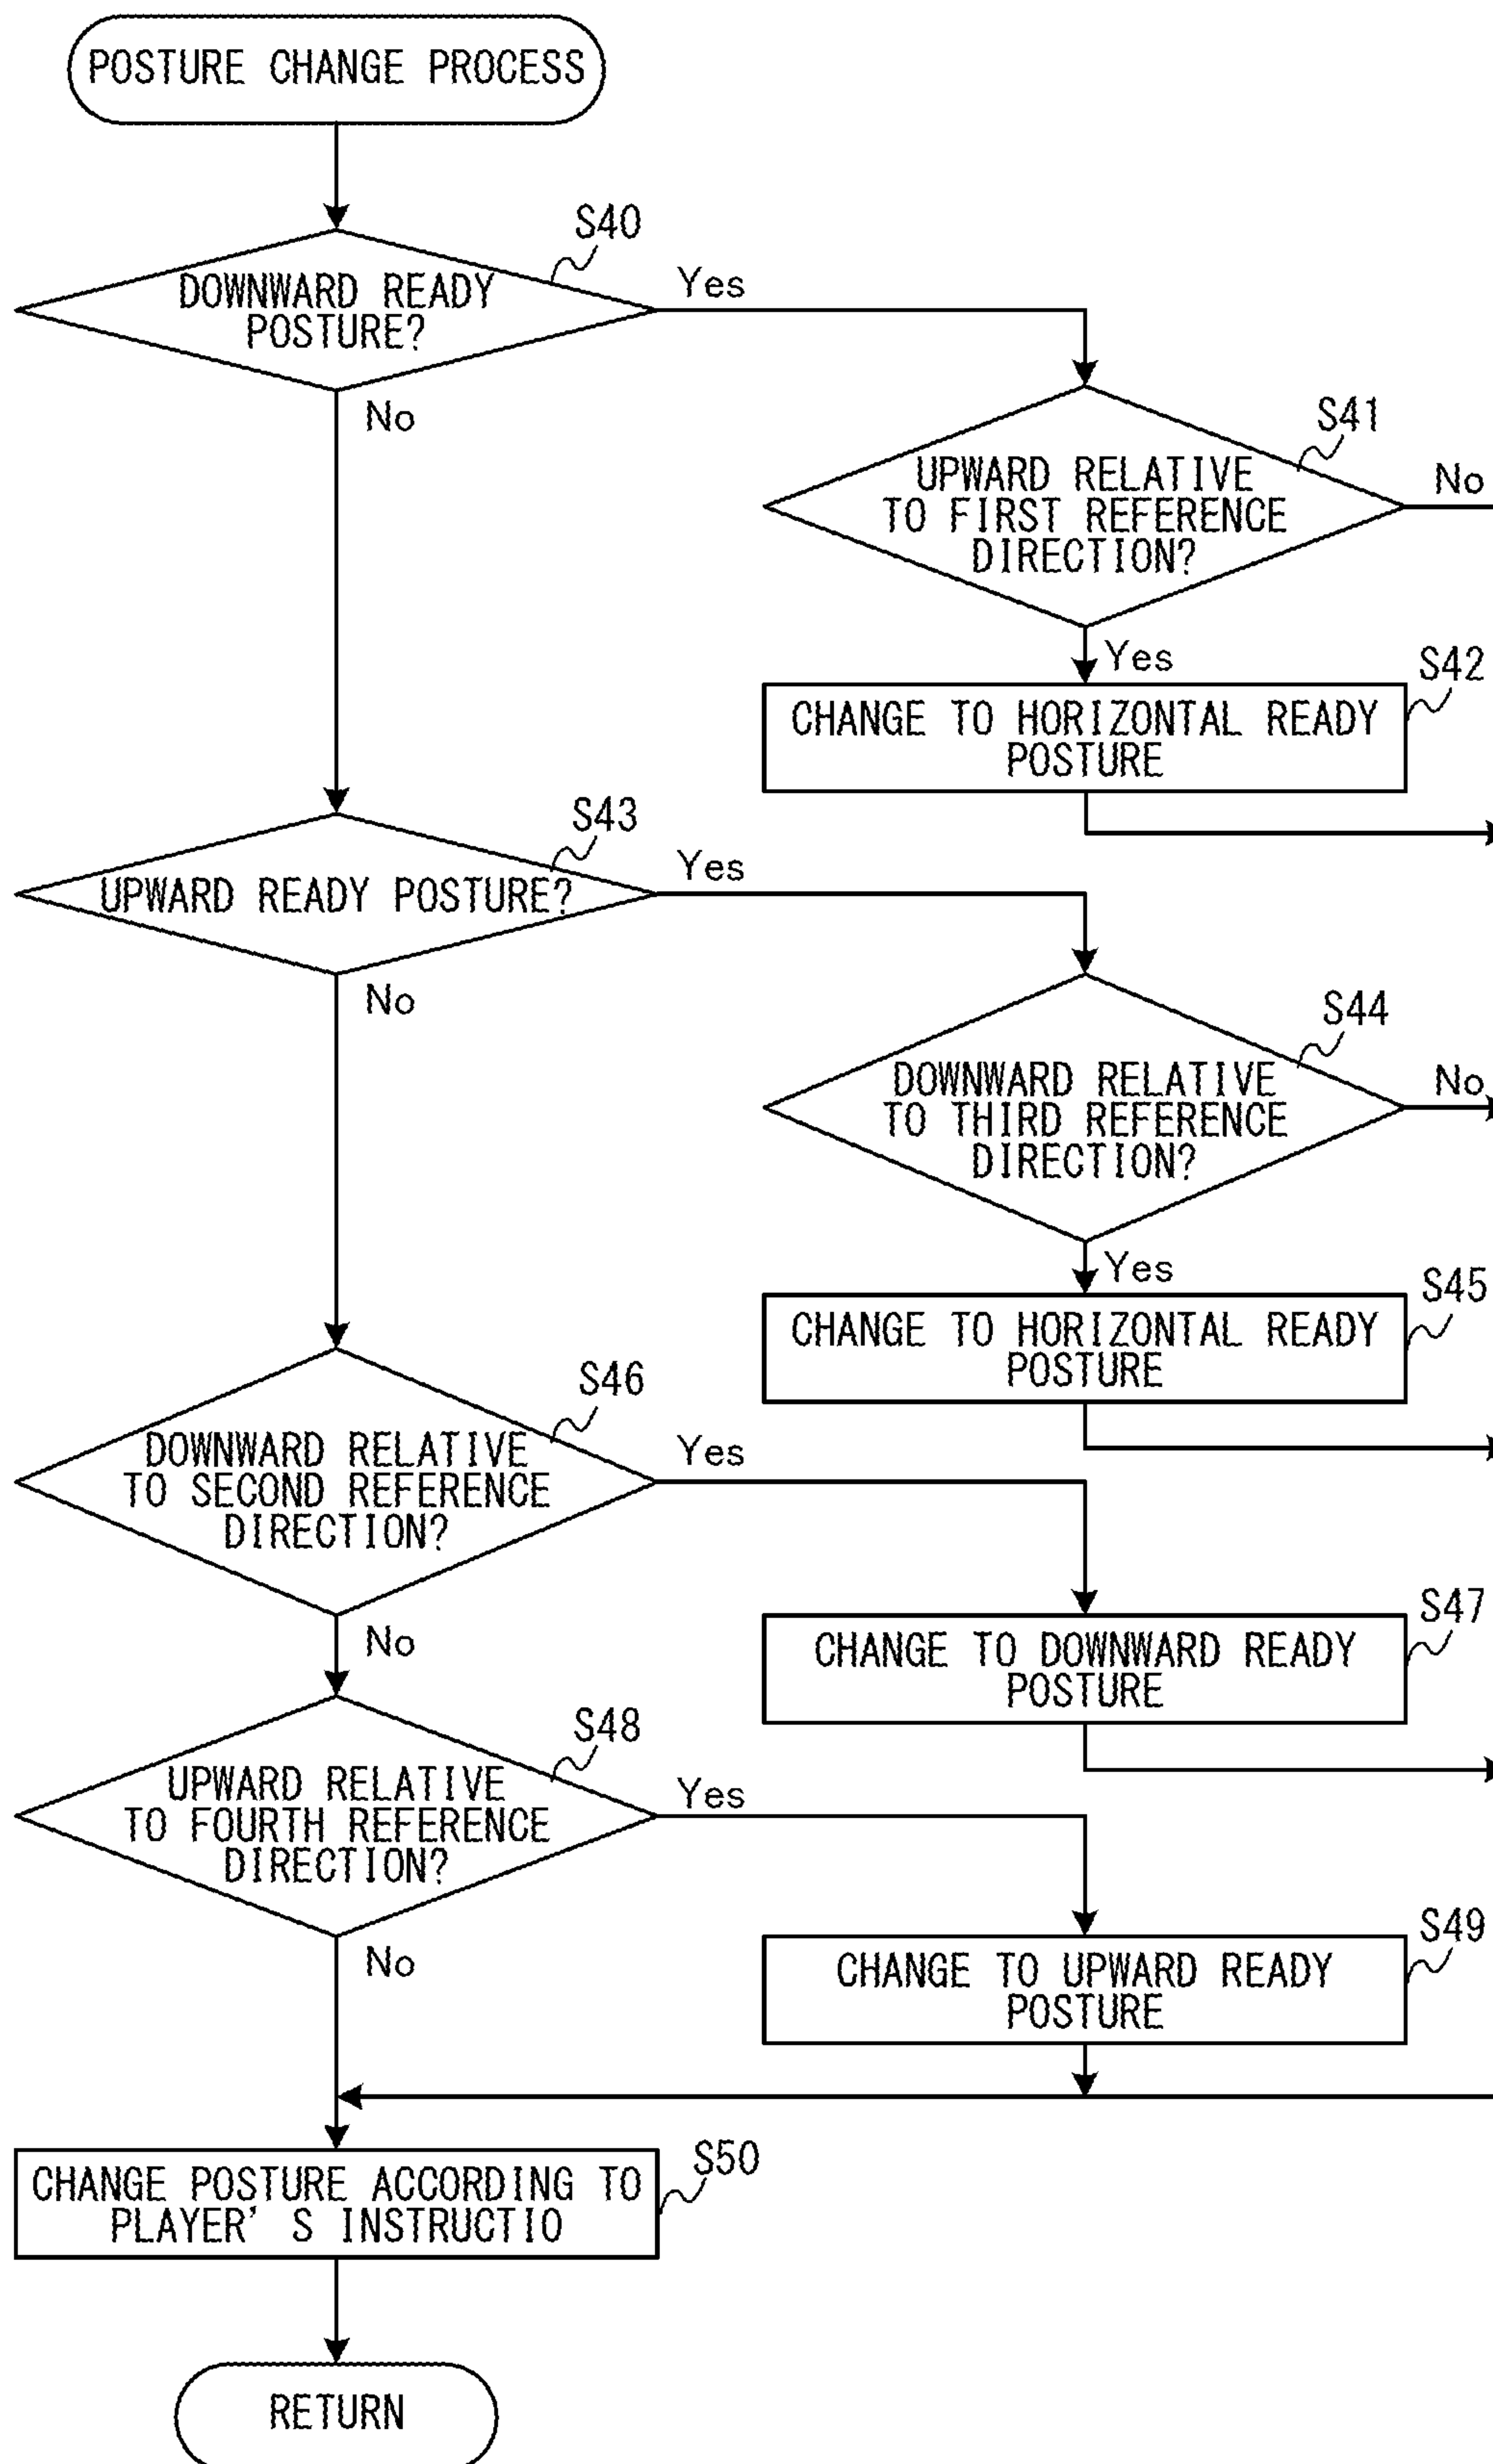 POSTURE CHANGE PROCESS
S40
DOWNWARD READY
POSTURE?
Yes
No
S41
UPWARD RELATIVE
TO FIRST REFERENCE
DIRECTION?
No
Yes
S42
CHANGE TO HORIZONTAL READY
POSTURE
S43
UPWARD READY POSTURE?
Yes
No
S44
DOWNWARD RELATIVE
TO THIRD REFERENCE
DIRECTION?
No
Yes
S45
CHANGE TO HORIZONTAL READY
POSTURE
S46
DOWNWARD RELATIVE
TO SECOND REFERENCE
DIRECTION?
Yes
No
S47
CHANGE TO DOWNWARD READY
POSTURE
S48
UPWARD RELATIVE
TO FOURTH REFERENCE
DIRECTION?
Yes
No
S49
CHANGE TO UPWARD READY
POSTURE
S50
CHANGE POSTURE ACCORDING TO
PLAYER' S INSTRUCTIO
RETURN